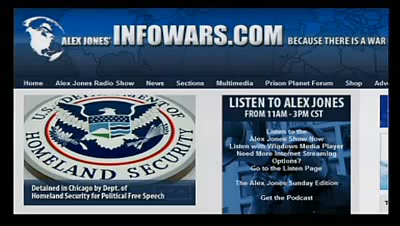 ALEX JONES' INFOWARS.COM BECAUSE THERE IS A WAR
Home Alex Jones Radio Show News Sections Multimedia Prison Planet Forum Shop Adv
U.S. DEPARTMENT OF
HOMELAND SECURITY
Detained in Chicago by Dept. of
Homeland Security for Political Free Speech
LISTEN TO ALEX JONES
FROM 11AM - 3PM CST
Listen to the
Alex Jones Show Now
Listen with Windows Media Player
Need More Internet Streaming
Options?
Go to the Listen Page
The Alex Jones Sunday Edition
Get the Podcast